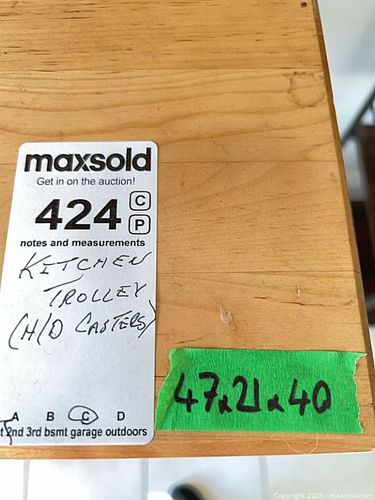 maxsold
Get in on the auction!
424 C
P
notes and measurements
KITCHEN
TROLLEY
(H/D CASTERS)
A B C D
nd 3rd bsmt garage outdoors
47x21x40
Copyright 2025 - maxsold.com